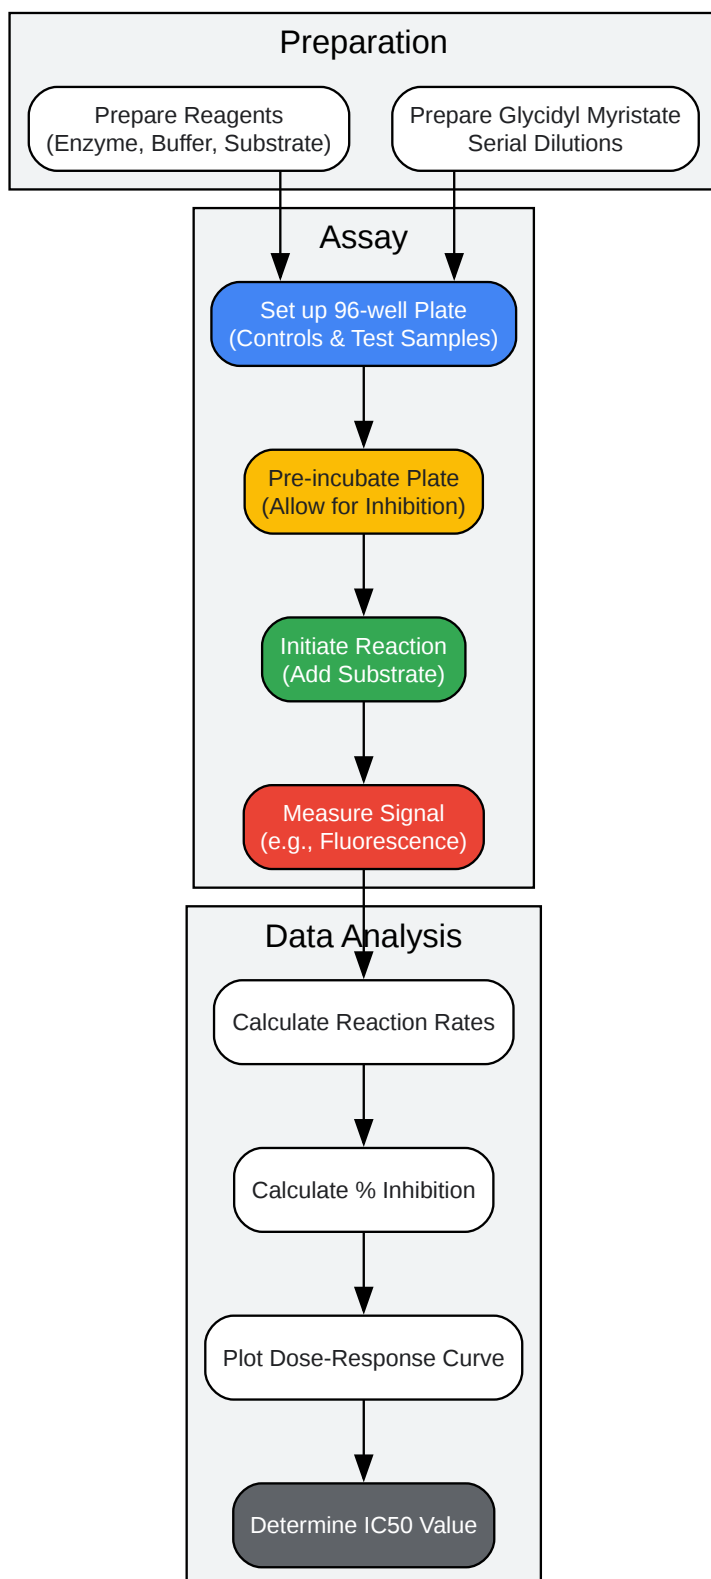 Preparation
Prepare Reagents
(Enzyme, Buffer, Substrate)
Prepare Glycidyl Myristate
Serial Dilutions
Assay
Set up 96-well Plate
(Controls & Test Samples)
Pre-incubate Plate
(Allow for Inhibition)
Initiate Reaction
(Add Substrate)
Measure Signal
(e.g., Fluorescence)
Data Analysis
Calculate Reaction Rates
Calculate % Inhibition
Plot Dose-Response Curve
Determine IC50 Value